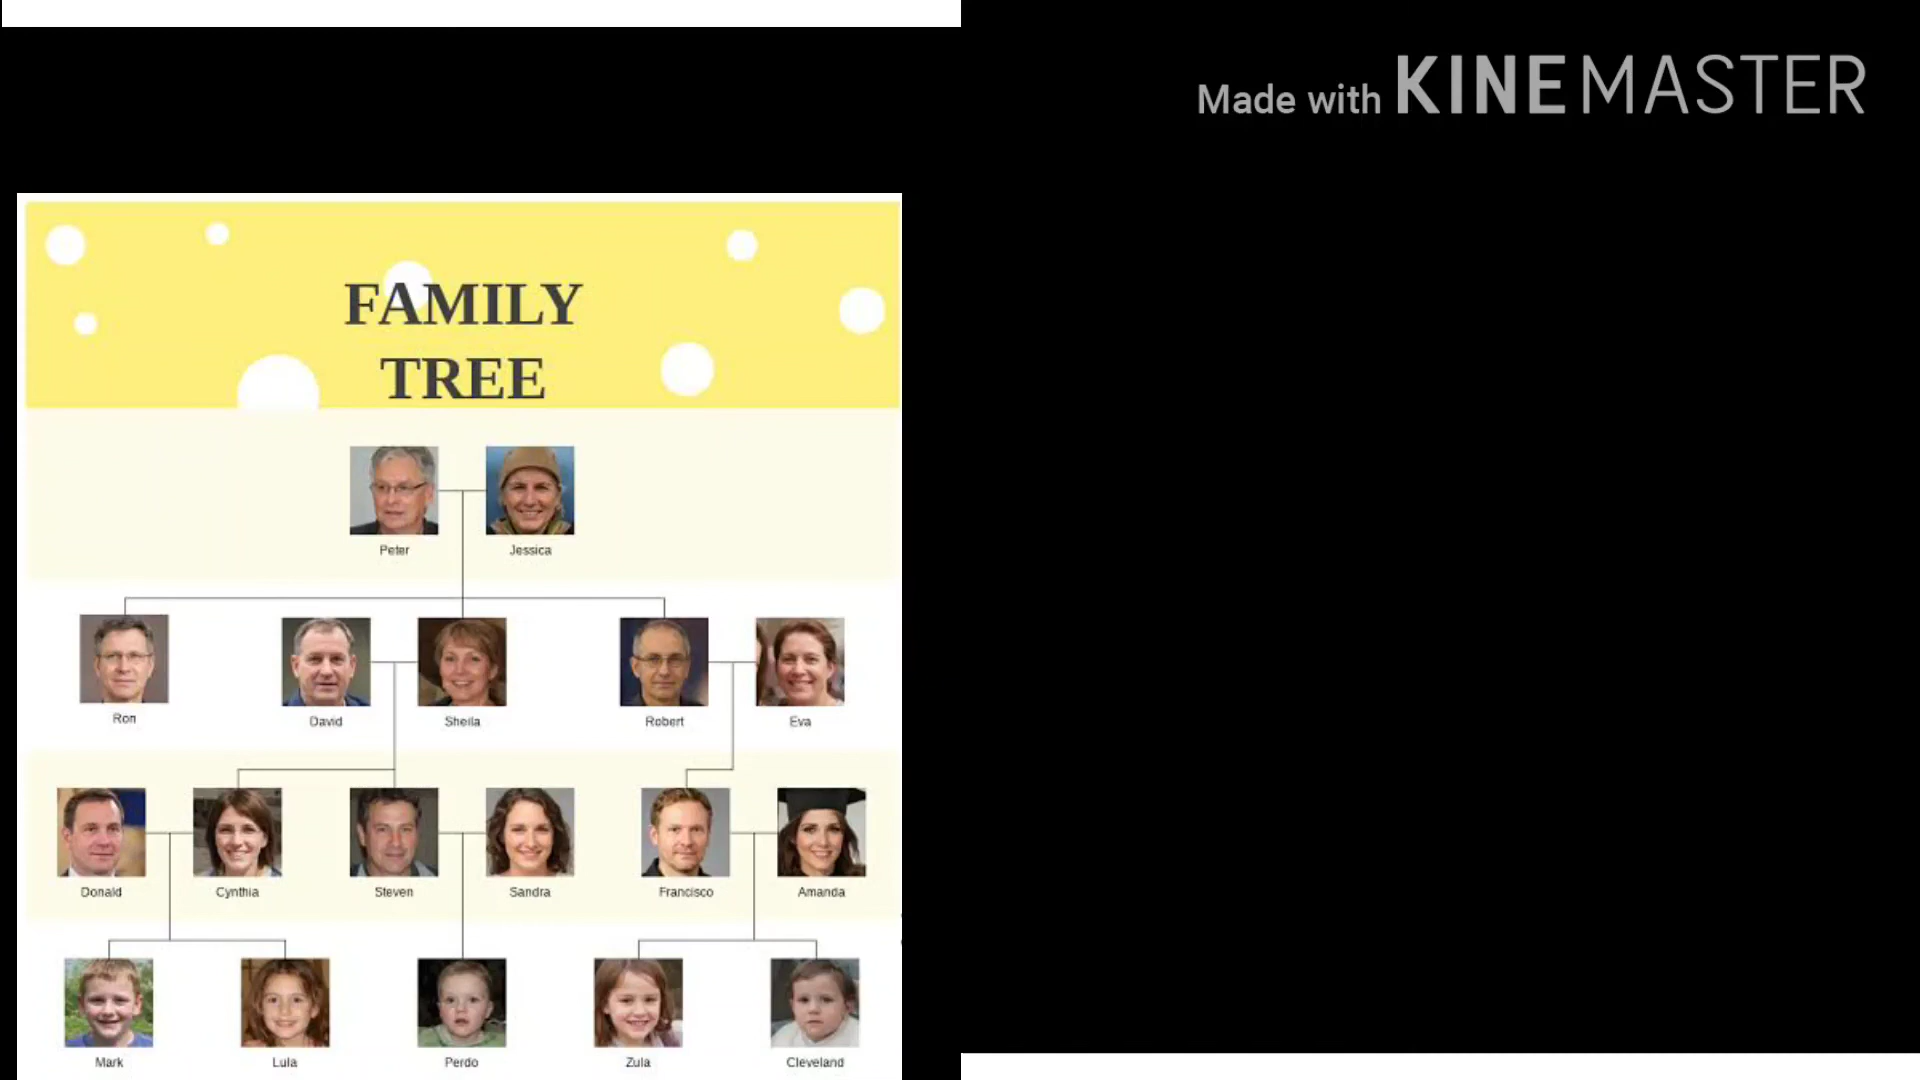 Made with KINEMASTER
FAMILY
TREE
Peter
Jessica
Ron
David
Sheila
Robert
Eva
Donald
Cynthia
Steven
Sandra
Francisco
Amanda
Mark
Lula
Perdo
Zula
Cleveland